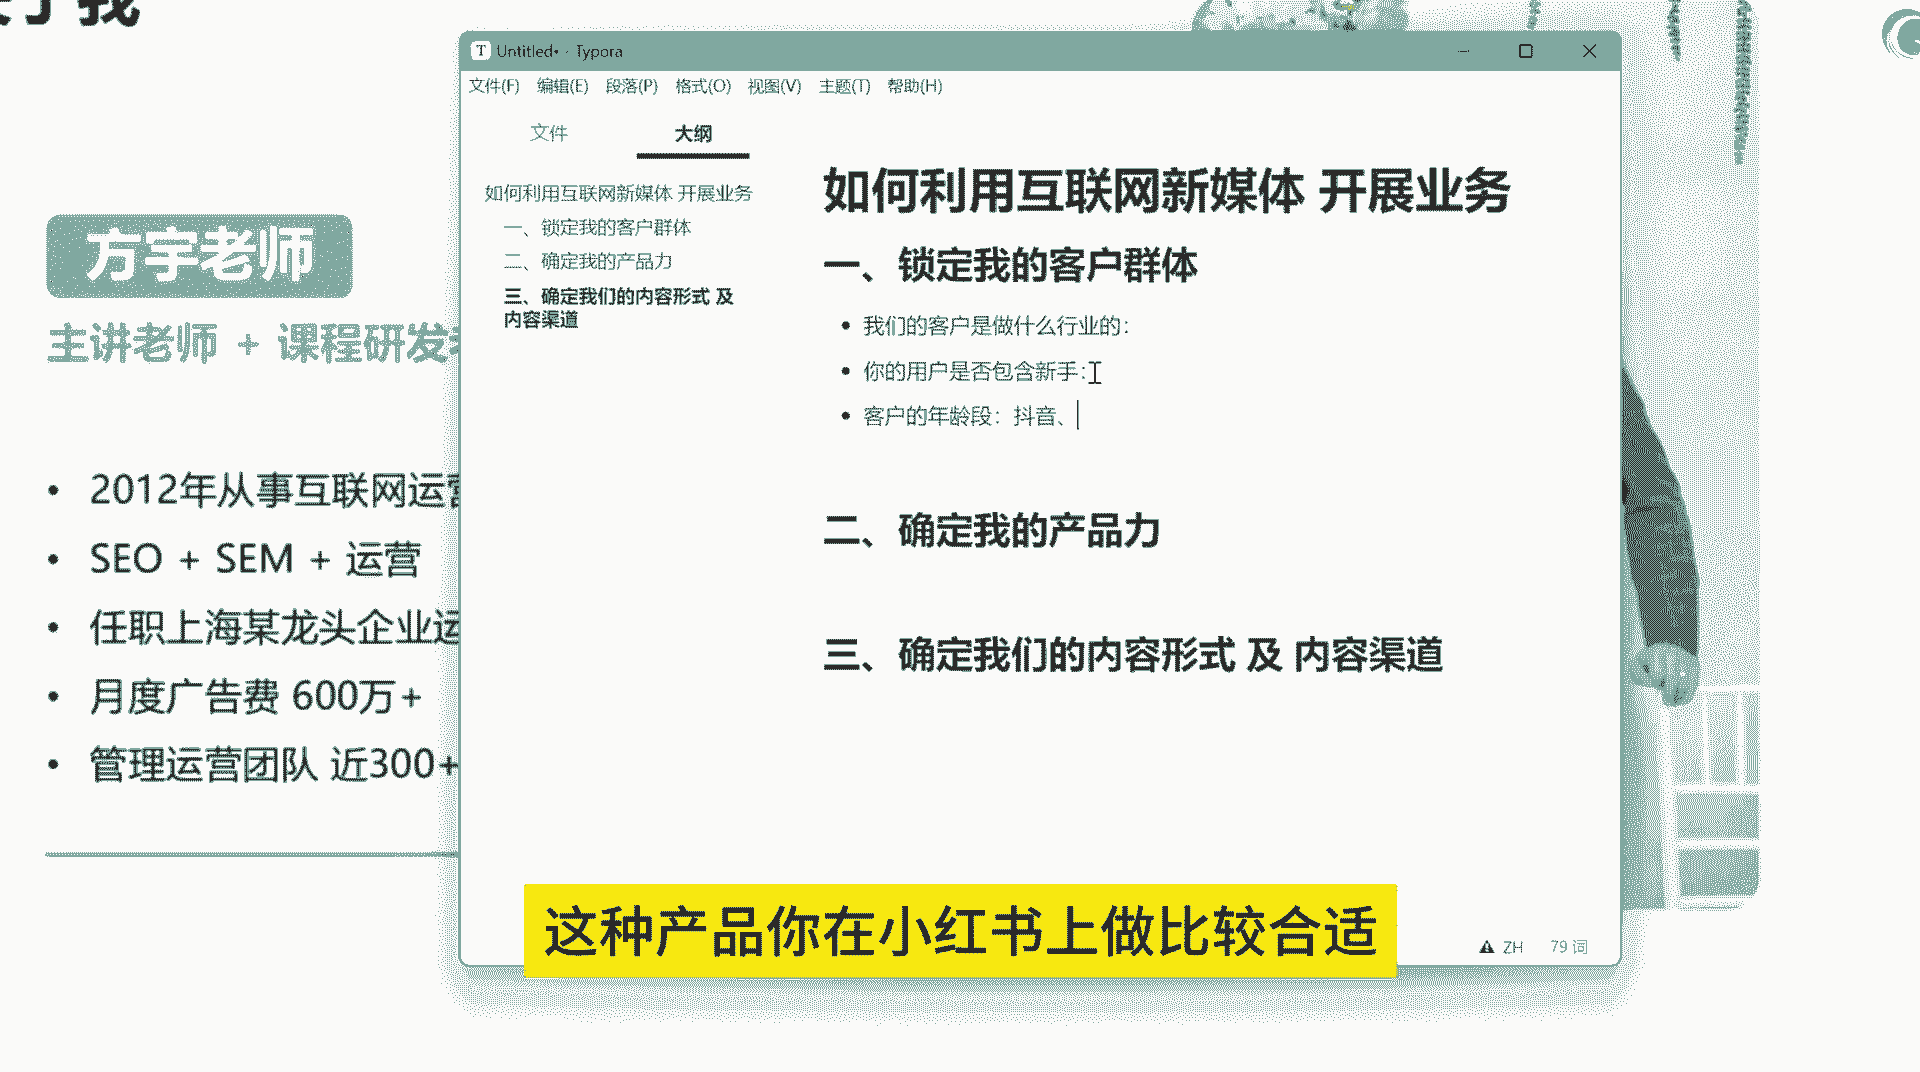 了我
Untitled• - Typora
文件(F) 编辑(E) 段落(P) 格式(O) 视图(V) 主题(T) 帮助(H)
文件 大纲
如何利用互联网新媒体 开展业务
一、锁定我的客户群体
二、确定我的产品力
三、确定我们的内容形式 及
内容渠道
如何利用互联网新媒体 开展业务
一、锁定我的客户群体
• 我们的客户是做什么行业的：
• 你的用户是否包含新手：
• 客户的年龄段：抖音、
二、确定我的产品力
三、确定我们的内容形式 及 内容渠道
ZH 79 词
方宇老师
主讲老师 + 课程研发
• 2012年从事互联网运
• SEO + SEM + 运营
• 任职上海某龙头企业运
• 月度广告费 600万+
• 管理运营团队 近300+
这种产品你在小红书上做比较合适